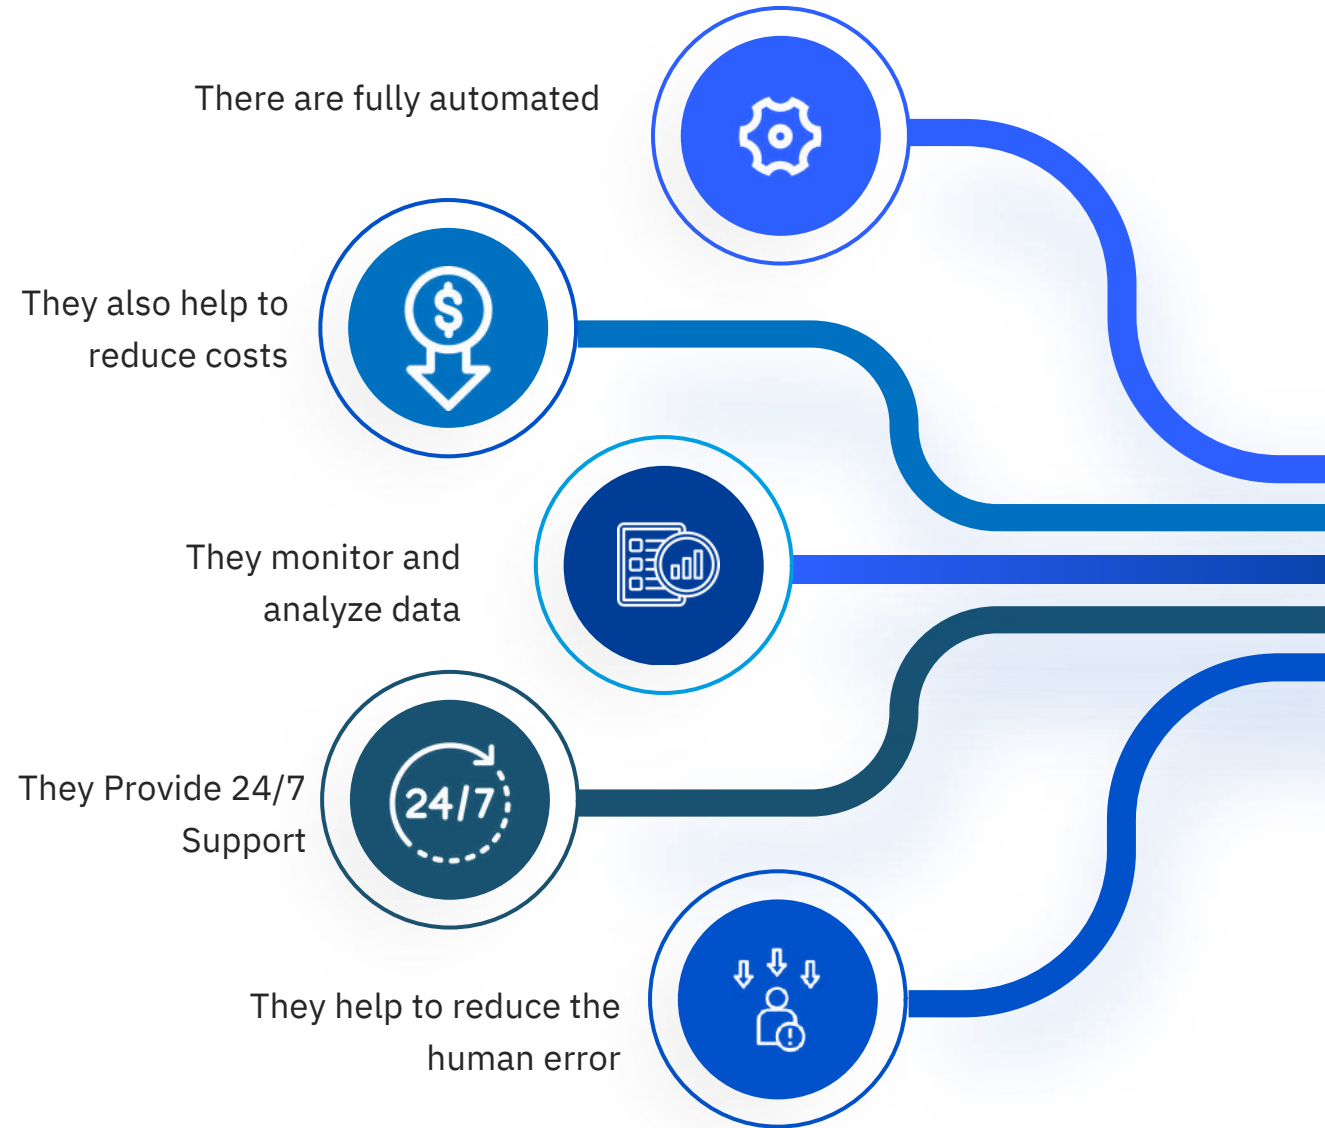 There are fully automated
They also help to
reduce costs
$
They monitor and
analyze data
They Provide 24/7
Support
24/7
They help to reduce the
human error
!